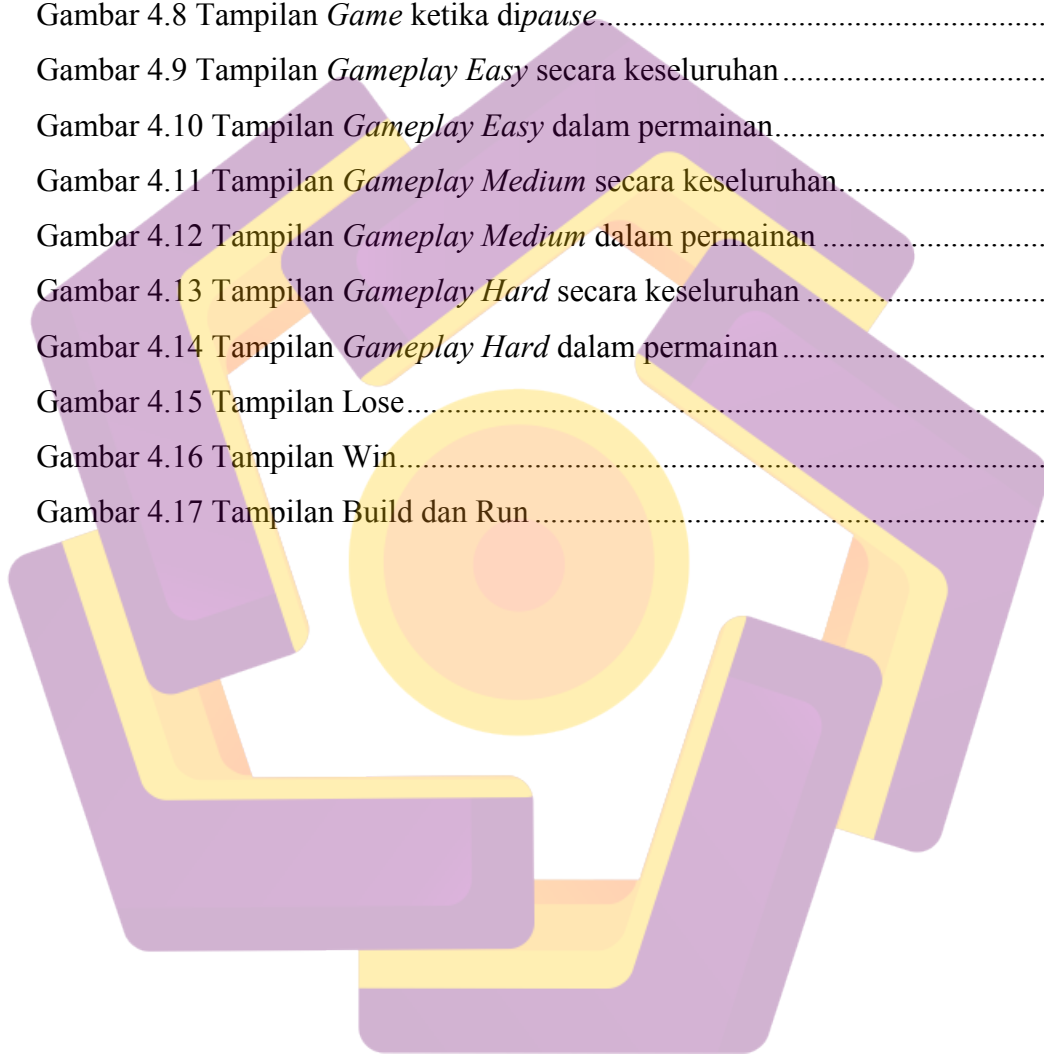 Gambar 4.8 Tampilan Game ketika dipause................................................................
Gambar 4.9 Tampilan Gameplay Easy secara keseluruhan.....................................
Gambar 4.10 Tampilan Gameplay Easy dalam permainan......................................
Gambar 4.11 Tampilan Gameplay Medium secara keseluruhan..............................
Gambar 4.12 Tampilan Gameplay Medium dalam permainan ................................
Gambar 4.13 Tampilan Gameplay Hard secara keseluruhan ..................................
Gambar 4.14 Tampilan Gameplay Hard dalam permainan .....................................
Gambar 4.15 Tampilan Lose....................................................................................
Gambar 4.16 Tampilan Win.....................................................................................
Gambar 4.17 Tampilan Build dan Run ....................................................................